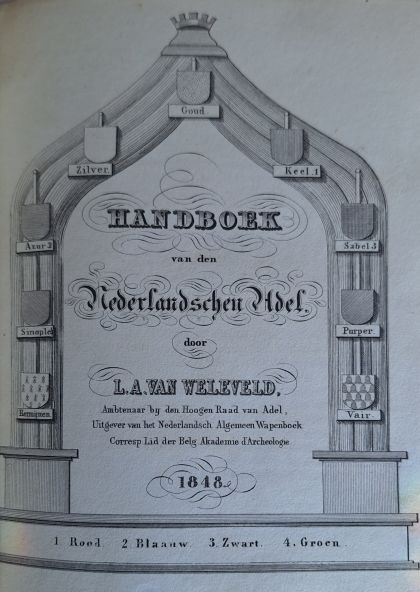 Goud
Zilver.
Keel.1
Azur 2
Sabel 3
Sinople
Purper.
Hermijnen.
Vair.
HANDBOEK
van den
Nederlandschen Adel.
door
L.A. VAN WELEVELD,
Ambtenaar bij den Hoogen Raad van Adel,
Uitgever van het Nederlandsch Algemeen Wapenboek
Corresp Lid der Belg Akademie d'Archeologie
1848.
1 Rood. 2 Blaauw. 3. Zwart. 4. Groen.